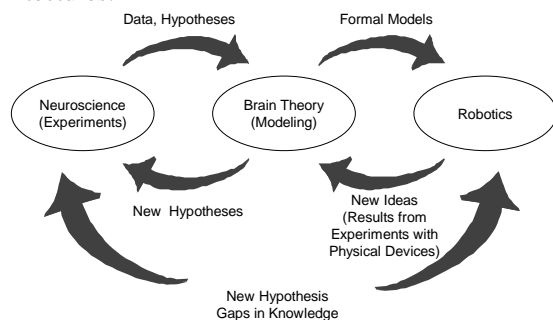 Data, Hypotheses
Formal Models
Neuroscience
(Experiments)
Brain Theory
(Modeling)
Robotics
New Hypotheses
New Ideas
(Results from
Experiments with
Physical Devices)
New Hypothesis
Gaps in Knowledge